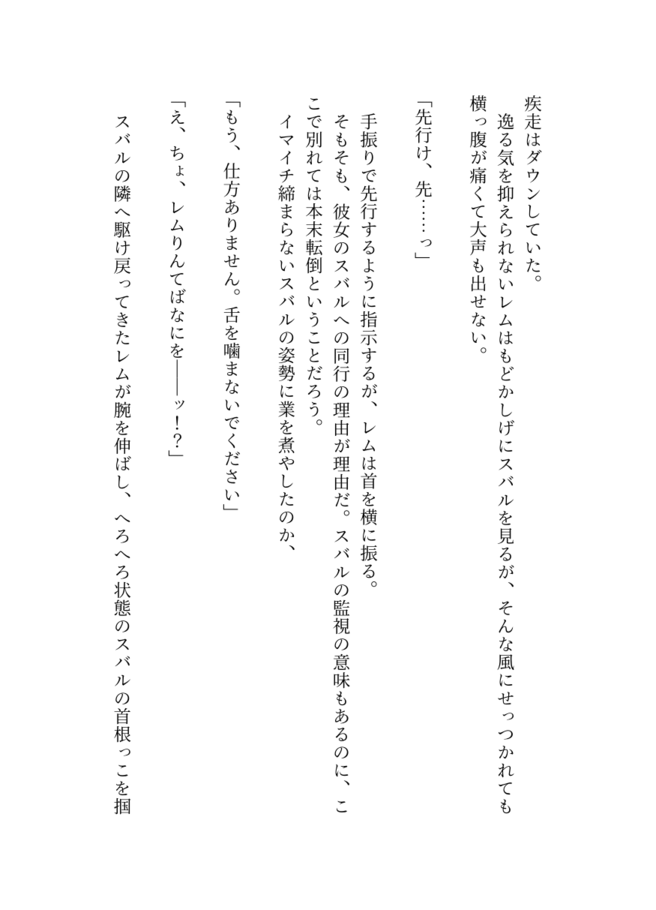 疾走はダウンしていた。
　逸る気を抑えられないレムはもどかしげにスバルを見るが、そんな風にせっつかれても
横っ腹が痛くて大声も出せない。
「先行け、先……っ」
　手振りで先行するように指示するが、レムは首を横に振る。
　そもそも、彼女のスバルへの同行の理由が理由だ。スバルの監視の意味もあるのに、こ
こで別れては本末転倒ということだろう。
　イマイチ締まらないスバルの姿勢に業を煮やしたのか、
「もう、仕方ありません。舌を噛まないでください」
「え、ちょ、レムりんてばなにを――ッ！？」
　スバルの隣へ駆け戻ってきたレムが腕を伸ばし、へろへろ状態のスバルの首根っこを掴